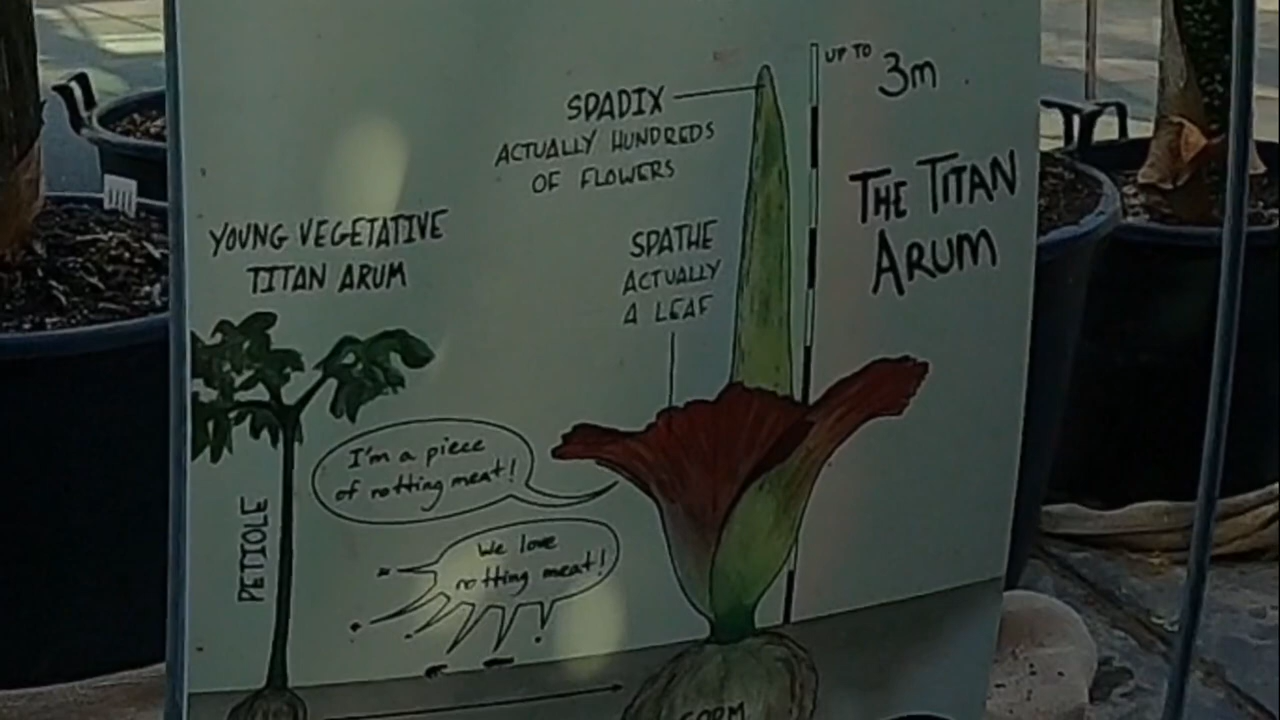 UP TO
3m
SPADIX
ACTUALLY HUNDREDS
OF FLOWERS
THE TITAN
ARUM
YOUNG VEGETATIVE
TITAN ARUM
SPATHE
ACTUALLY
A LEAF
I'm a piece
of rotting meat!
PETIOLE
We love
rotting meat!
CORM